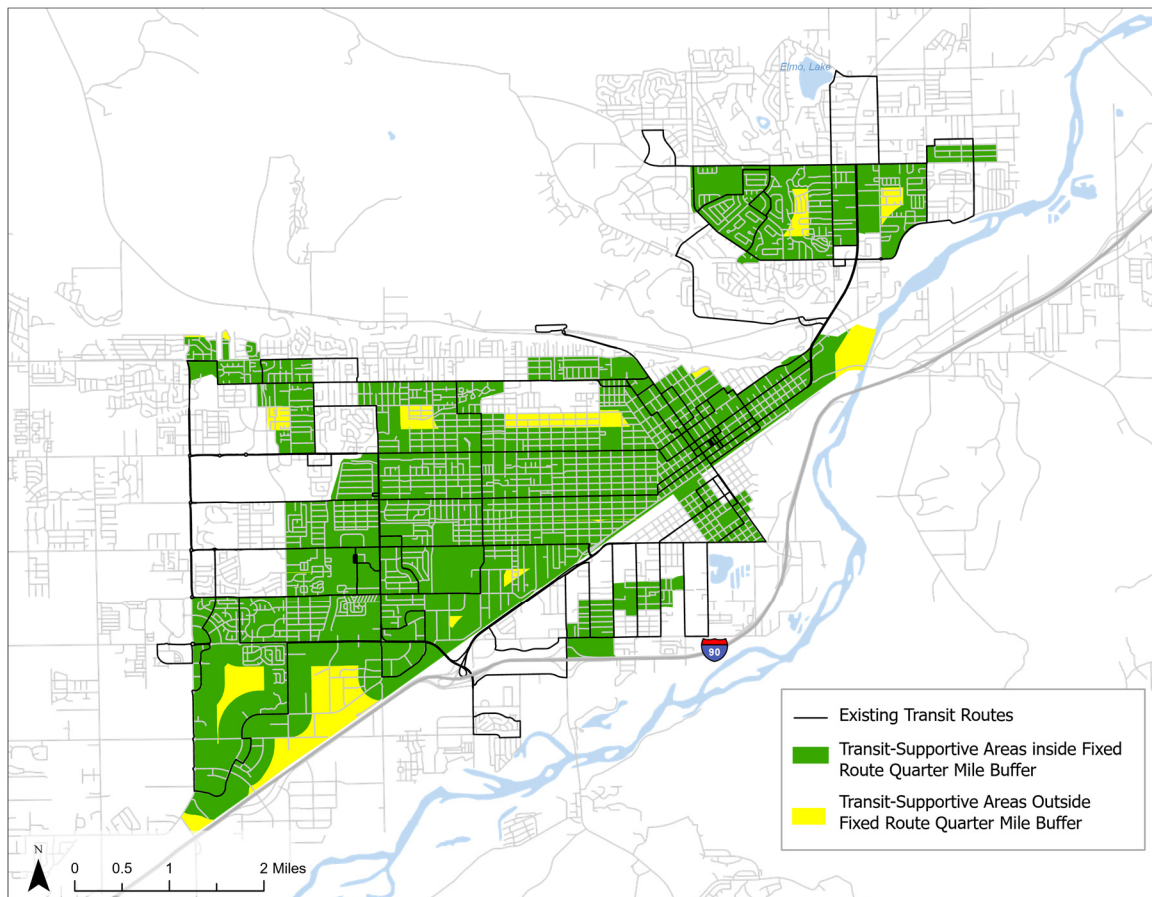 Elmo, Lake
90
Existing Transit Routes
Transit-Supportive Areas inside Fixed
Route Quarter Mile Buffer
Transit-Supportive Areas Outside
Fixed Route Quarter Mile Buffer
N
0 0.5 1 2 Miles